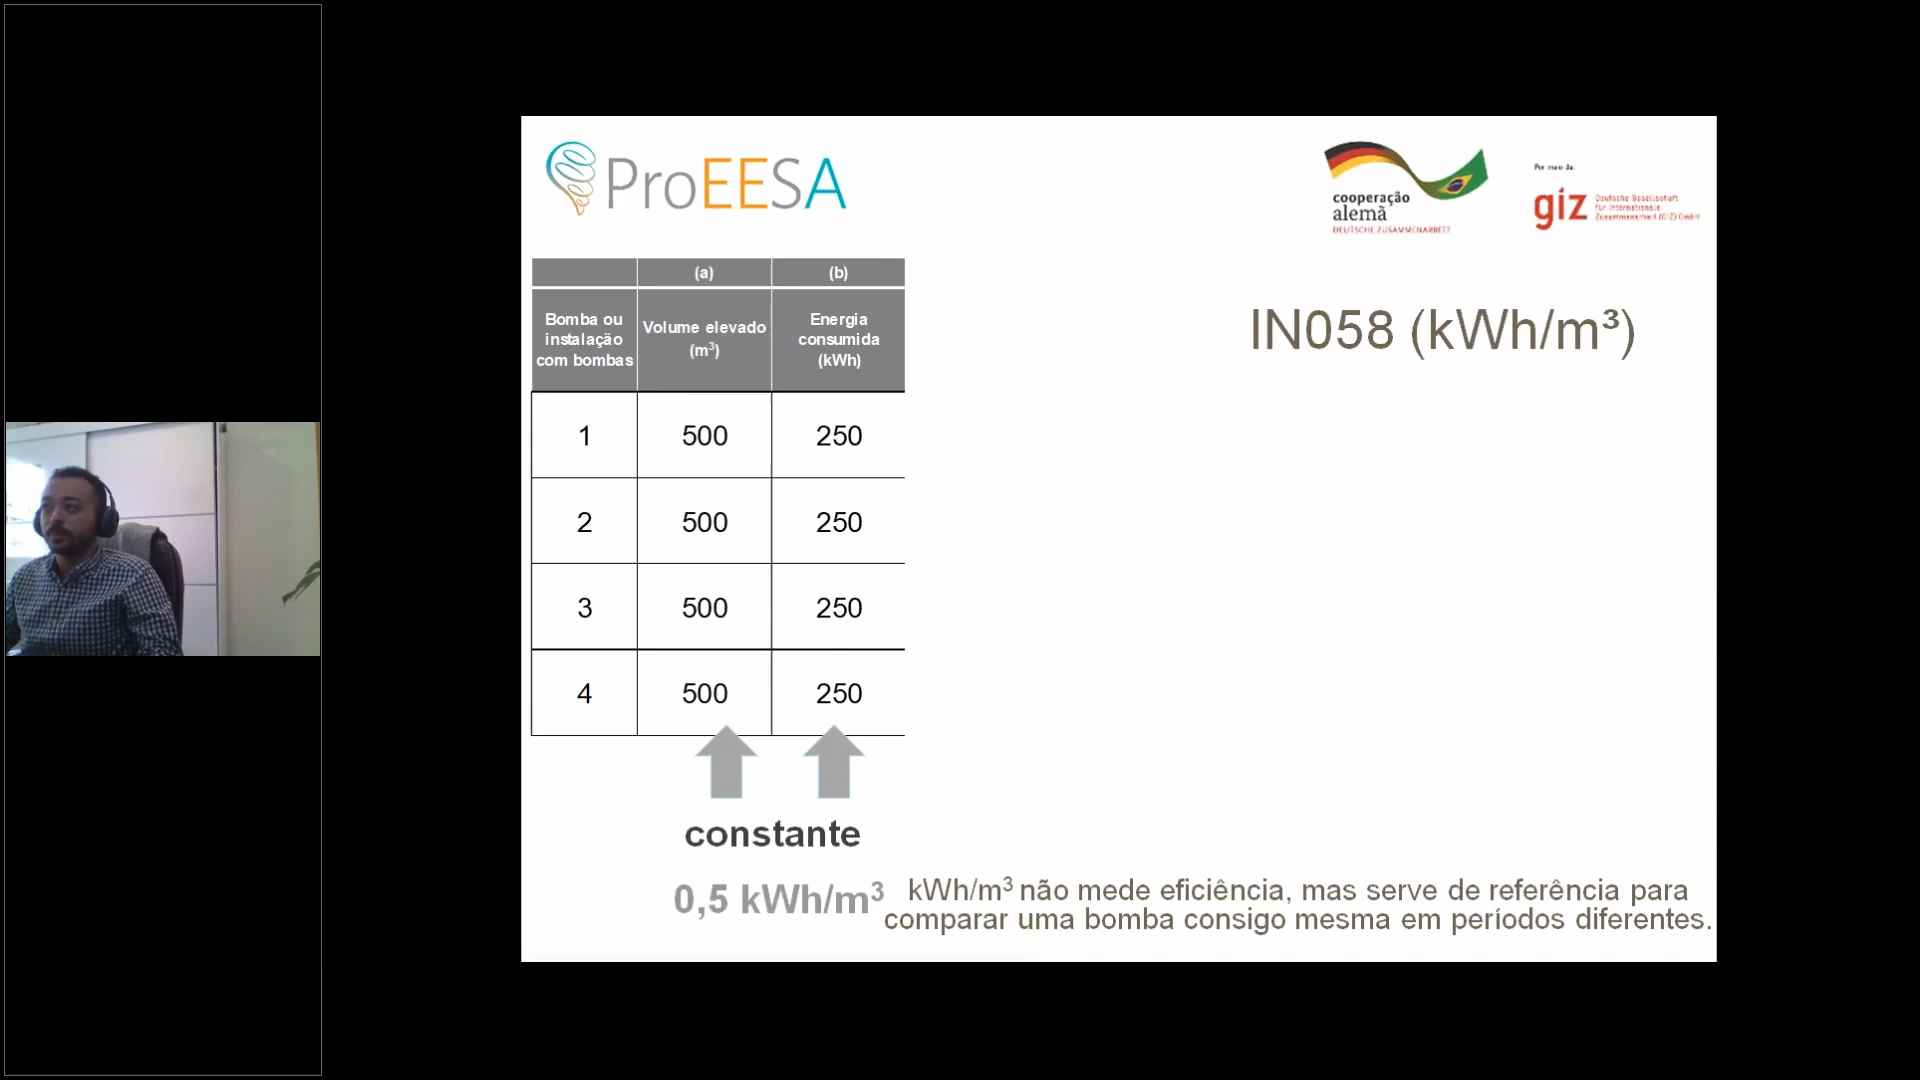 ProEESA
cooperação
alemã
DEUTSCHE ZUSAMMENARBEIT
Por meio da:
giz
Deutsche Gesellschaft
für Internationale
Zusammenarbeit (GIZ) GmbH
(a) (b)
Bomba ou
instalação
com bombas
Volume elevado
(m³)
Energia
consumida
(kWh)
1 500 250
2 500 250
3 500 250
4 500 250
IN058 (kWh/m³)
constante
0,5 kWh/m³
kWh/m³ não mede eficiência, mas serve de referência para
comparar uma bomba consigo mesma em períodos diferentes.